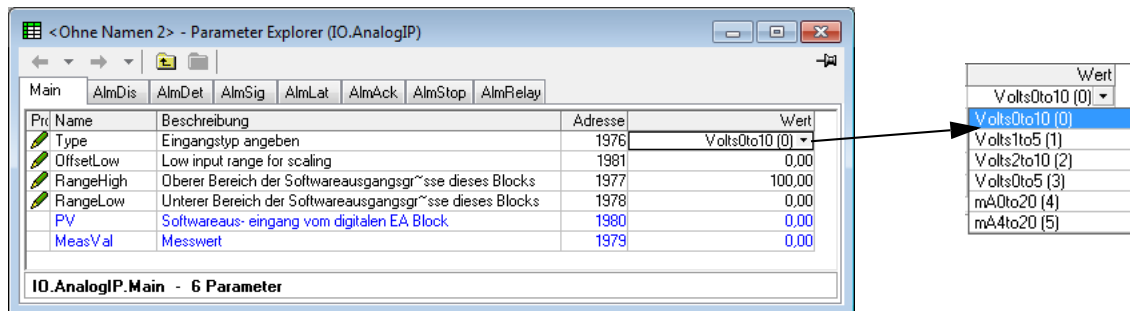 <Ohne Namen 2> - Parameter Explorer (IO.AnalogIP)
Main AlmDis AlmDet AlmSig AlmLat AlmAck AlmStop AlmRelay
Pro Name Beschreibung Adresse Wert
Type Eingangstyp angeben 1976 Volts0to10 (0)
OffsetLow Low input range for scaling 1981 0,00
RangeHigh Oberer Bereich der Softwareausgangsgr~sse dieses Blocks 1977 100,00
RangeLow Unterer Bereich der Softwareausgangsgr~sse dieses Blocks 1978 0,00
PV Softwareaus- eingang vom digitalen EA Block 1980 0,00
MeasVal Messwert 1979 0,00
IO.AnalogIP.Main - 6 Parameter
Wert
Volts0to10 (0)
Volts0to10 (0)
Volts1to5 (1)
Volts2to10 (2)
Volts0to5 (3)
mA0to20 (4)
mA4to20 (5)